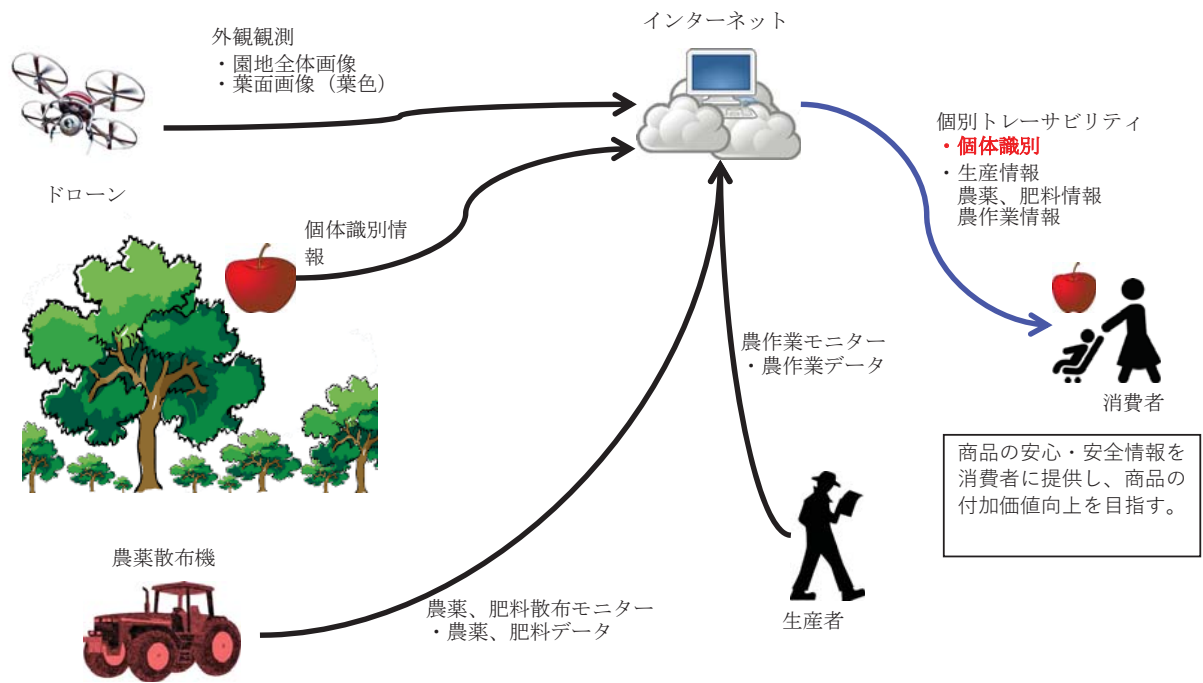 インターネット
外観観測
・園地全体画像
・葉面画像（葉色）
ドローン
個体識別情
報
個別トレーサビリティ
・個体識別
・生産情報
農薬、肥料情報
農作業情報
農作業モニター
・農作業データ
消費者
商品の安心・安全情報を
消費者に提供し、商品の
付加価値向上を目指す。
農薬散布機
農薬、肥料散布モニター
・農薬、肥料データ
生産者